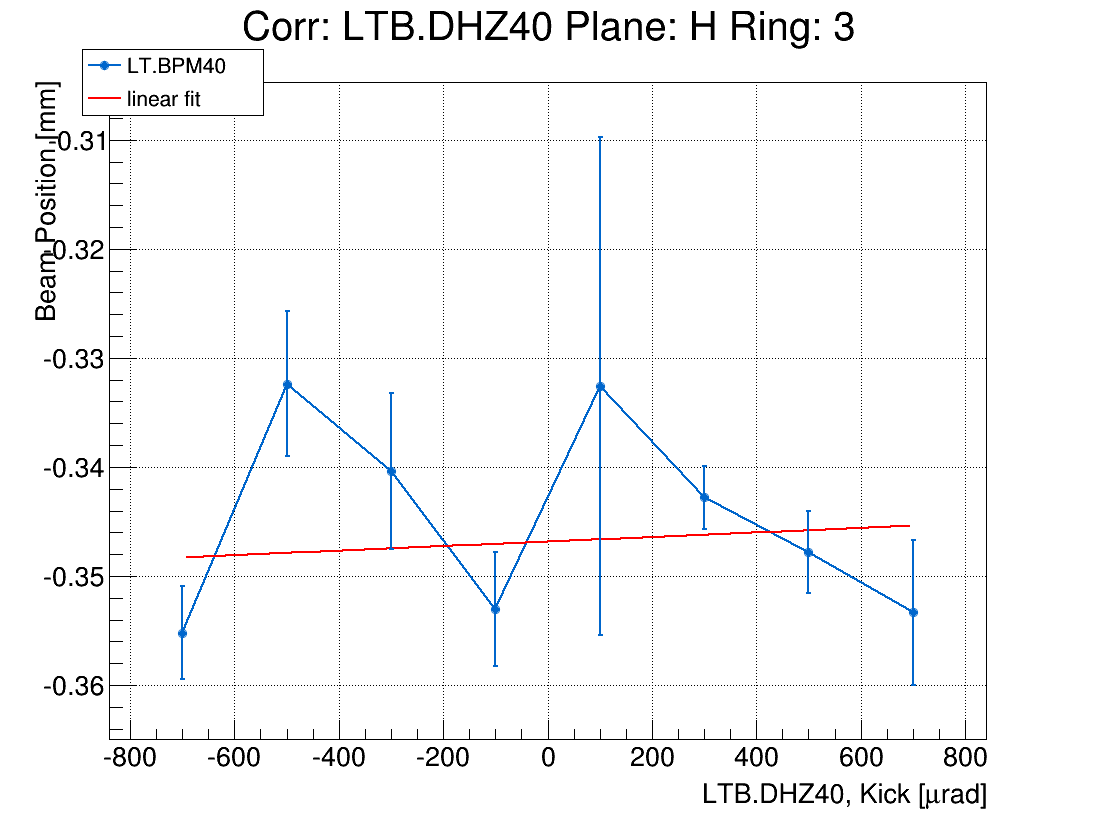 Corr: LTB.DHZ40 Plane: H Ring: 3
LT.BPM40
linear fit
Beam Position [mm]
-0.31
-0.32
-0.33
-0.34
-0.35
-0.36
-800 -600 -400 -200 0 200 400 600 800
LTB.DHZ40, Kick [μrad]